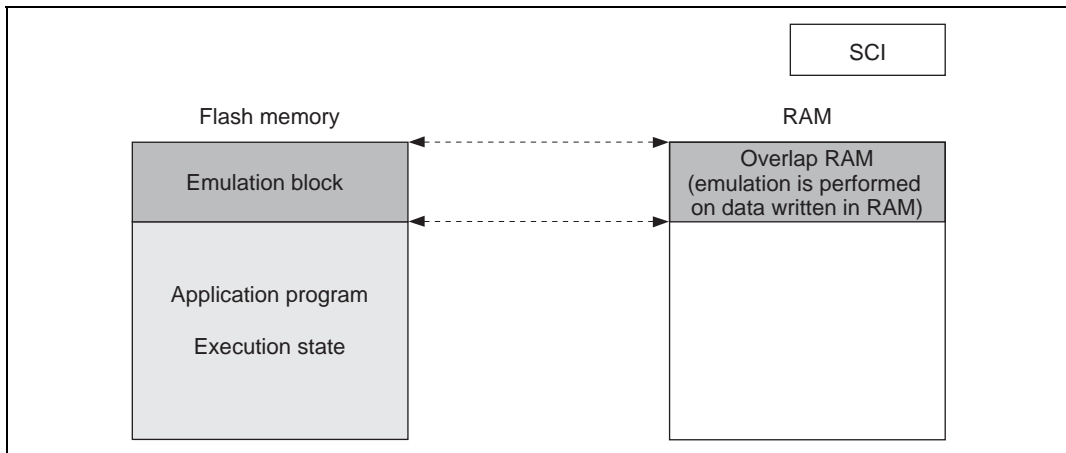 SCI
Flash memory
RAM
Emulation block
Overlap RAM
(emulation is performed
on data written in RAM)
Application program
Execution state